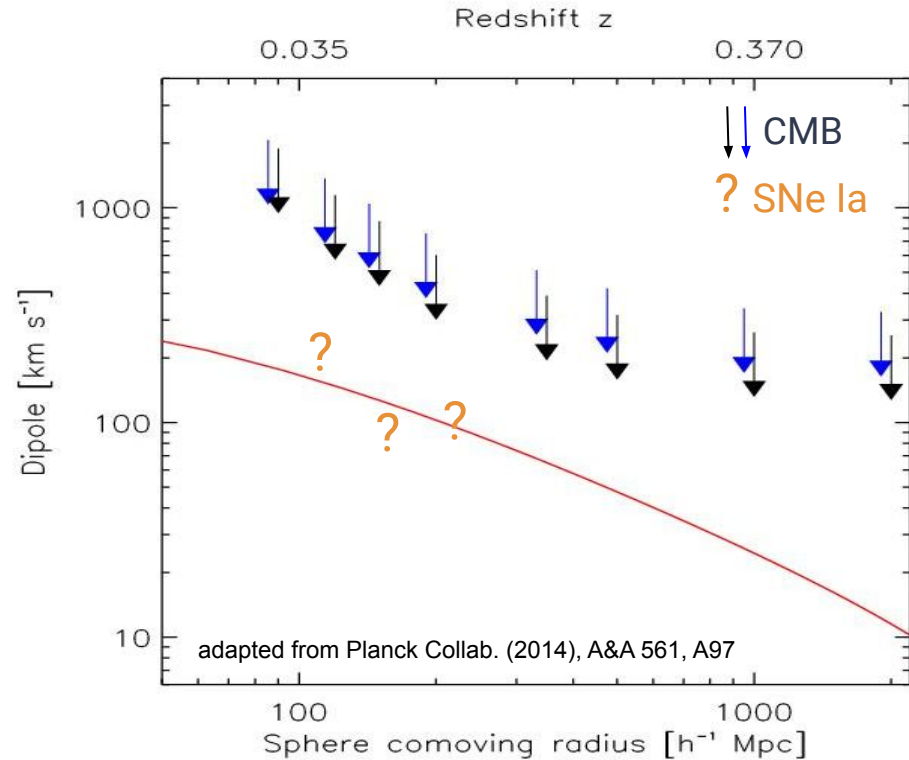 Redshift z
0.035 0.370
CMB
? SNe Ia
1000
100
10
Dipole [km s⁻¹]
?
? ?
adapted from Planck Collab. (2014), A&A 561, A97
100 1000
Sphere comoving radius [h⁻¹ Mpc]